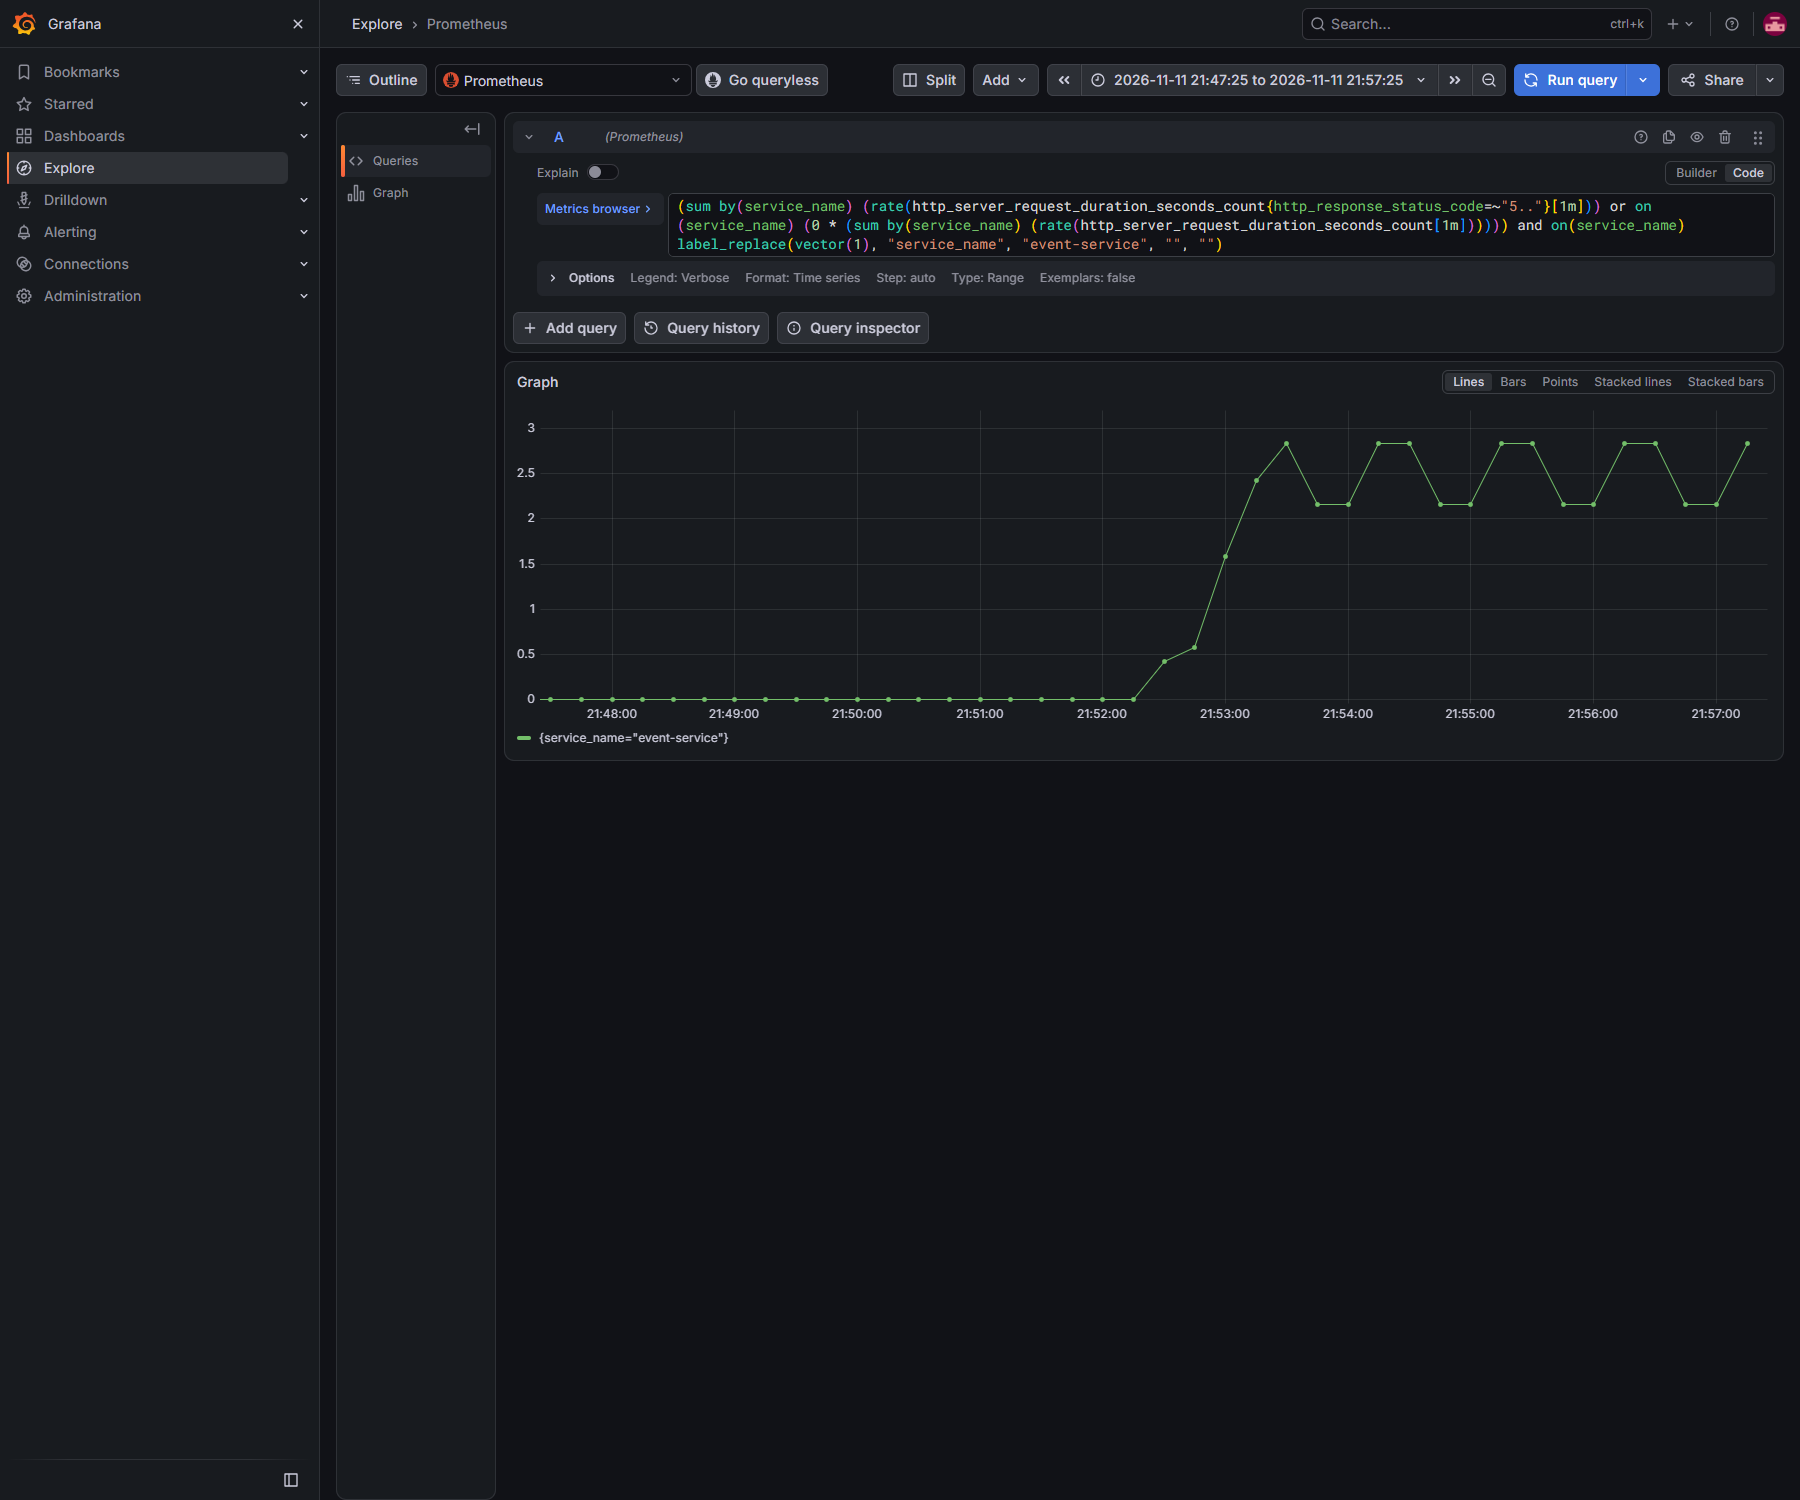 Grafana
Explore › Prometheus
Search...
ctrl+k
Bookmarks
Starred
Dashboards
Explore
Drilldown
Alerting
Connections
Administration
Outline
Prometheus
Go queryless
Split
Add
2026-11-11 21:47:25 to 2026-11-11 21:57:25
Run query
Share
Queries
Graph
A
(Prometheus)
Explain
Builder
Code
Metrics browser
(sum by(service_name) (rate(http_server_request_duration_seconds_count{http_response_status_code=~"5.."}[1m])) or on
(service_name) (0 * (sum by(service_name) (rate(http_server_request_duration_seconds_count[1m]))))) and on(service_name)
label_replace(vector(1), "service_name", "event-service", "", "")
Options
Legend: Verbose
Format: Time series
Step: auto
Type: Range
Exemplars: false
Add query
Query history
Query inspector
Graph
Lines
Bars
Points
Stacked lines
Stacked bars
3
2.5
2
1.5
1
0.5
0
21:48:00
21:49:00
21:50:00
21:51:00
21:52:00
21:53:00
21:54:00
21:55:00
21:56:00
21:57:00
{service_name="event-service"}